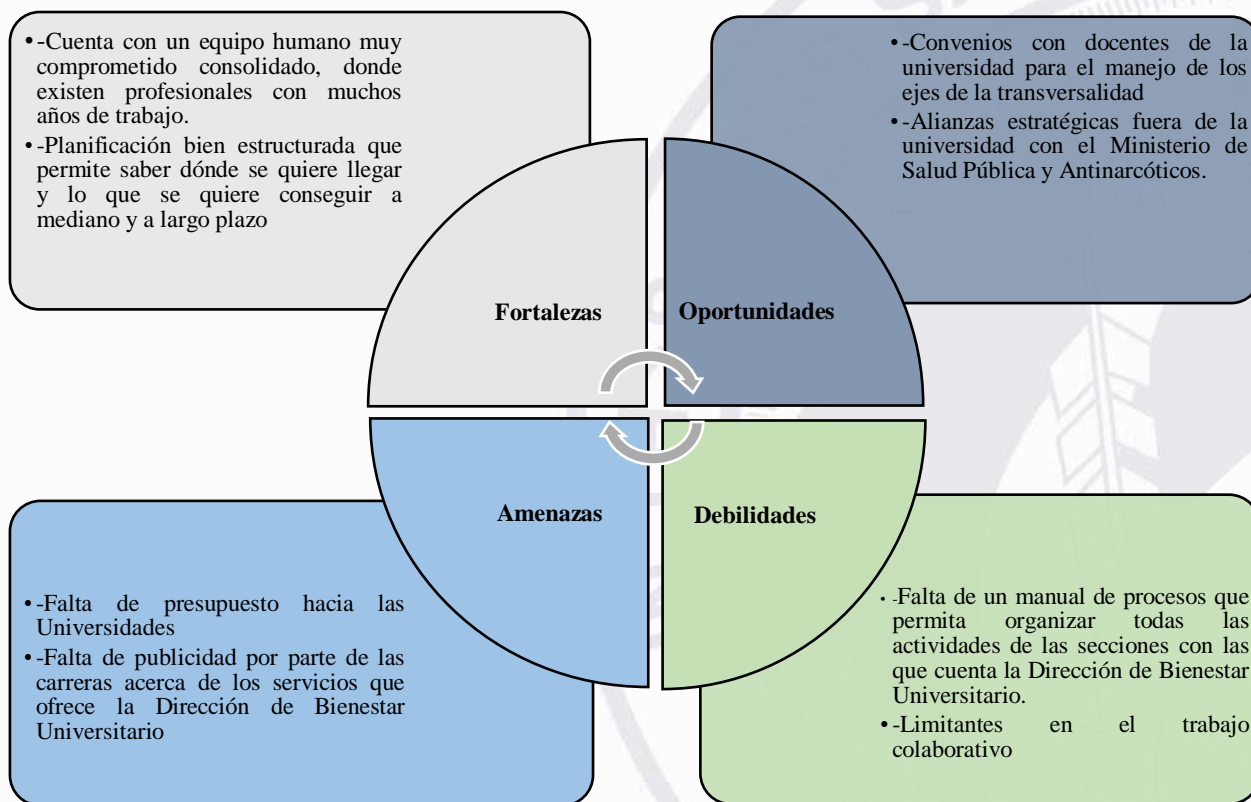 • -Cuenta con un equipo humano muy
comprometido consolidado, donde
existen profesionales con muchos
años de trabajo.
• -Planificación bien estructurada que
permite saber dónde se quiere llegar
y lo que se quiere conseguir a
mediano y a largo plazo
• -Convenios con docentes de la
universidad para el manejo de los
ejes de la transversalidad
• -Alianzas estratégicas fuera de la
universidad con el Ministerio de
Salud Pública y Antinarcóticos.
Fortalezas
Oportunidades
Amenazas
Debilidades
• -Falta de presupuesto hacia las
Universidades
• -Falta de publicidad por parte de las
carreras acerca de los servicios que
ofrece la Dirección de Bienestar
Universitario
• -Falta de un manual de procesos que
permita organizar todas las
actividades de las secciones con las
que cuenta la Dirección de Bienestar
Universitario.
• -Limitantes en el trabajo
colaborativo